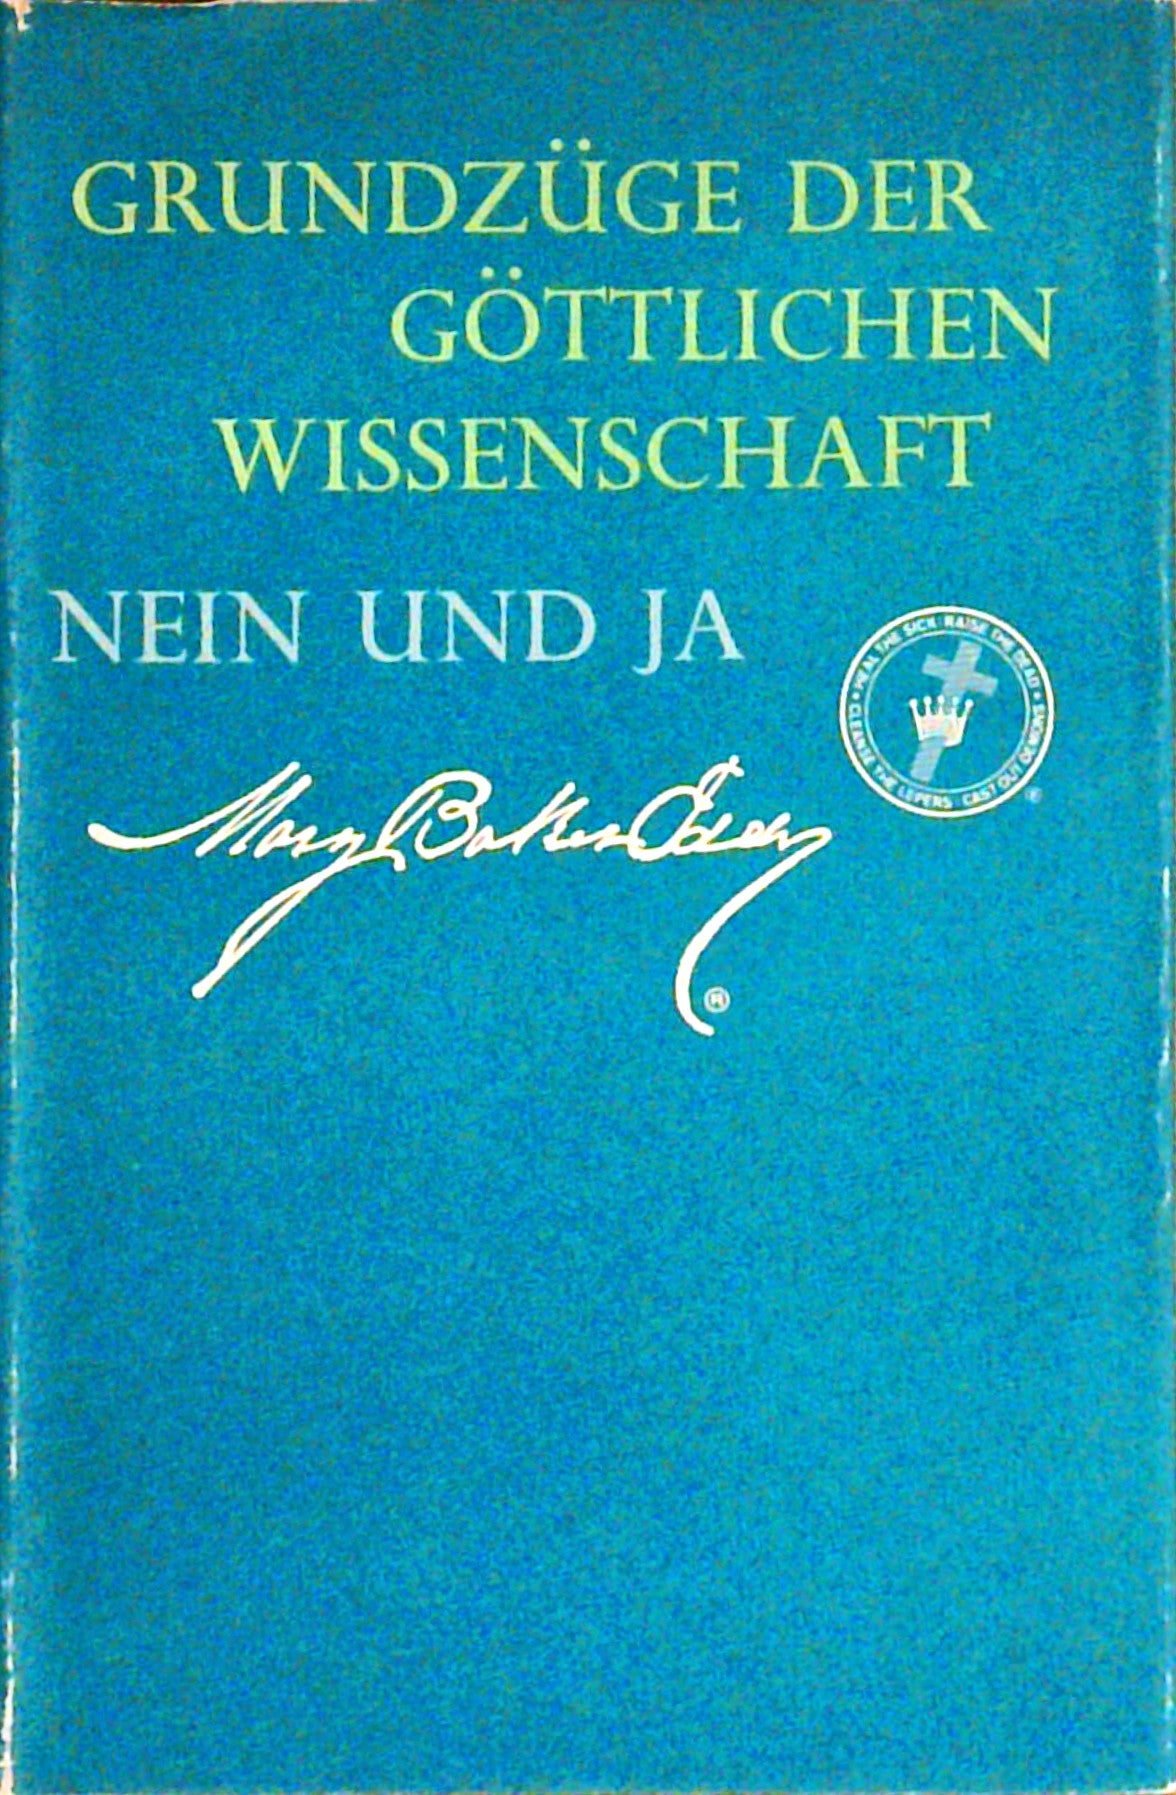 GRUNDZÜGE DER
GÖTTLICHEN
WISSENSCHAFT
NEIN UND JA
HEAL THE SICK RAISE THE DEAD • CAST OUT DEMONS CLEANSE THE LEPERS •
Mary Baker Eddy
®